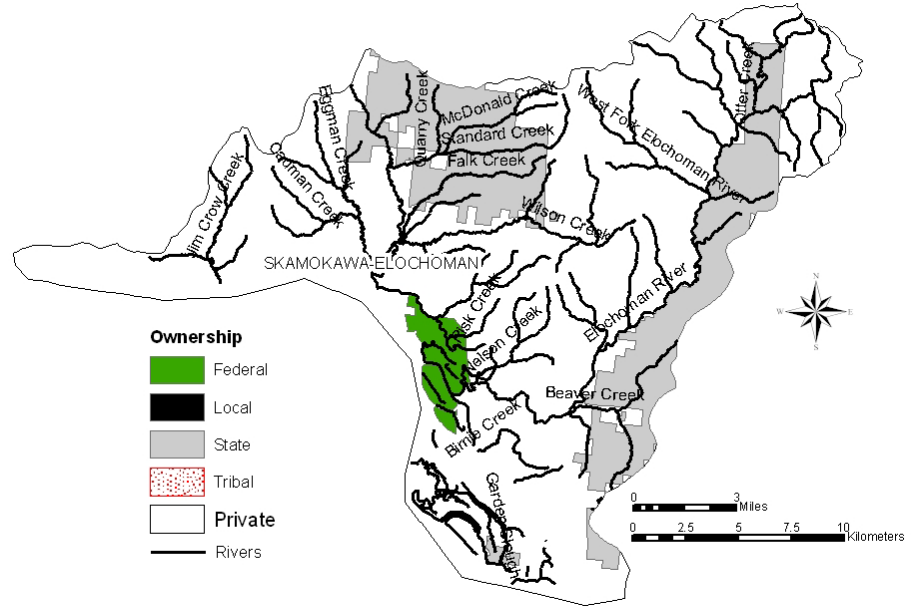 Otter Creek
Eggman Creek
Quarry Creek
McDonald Creek
West Fork Elochoman River
Standard Creek
Falk Creek
Cadman Creek
Jim Crow Creek
Wilson Creek
SKAMOKAWA-ELOCHOMAN
Elochoman River
Risk Creek
Nelson Creek
N
W
E
S
Ownership
Federal
Local
State
Tribal
Private
Rivers
Beaver Creek
Birnie Creek
Garden Slough
0 3
Miles
0 2.5 5 7.5 10
Kilometers